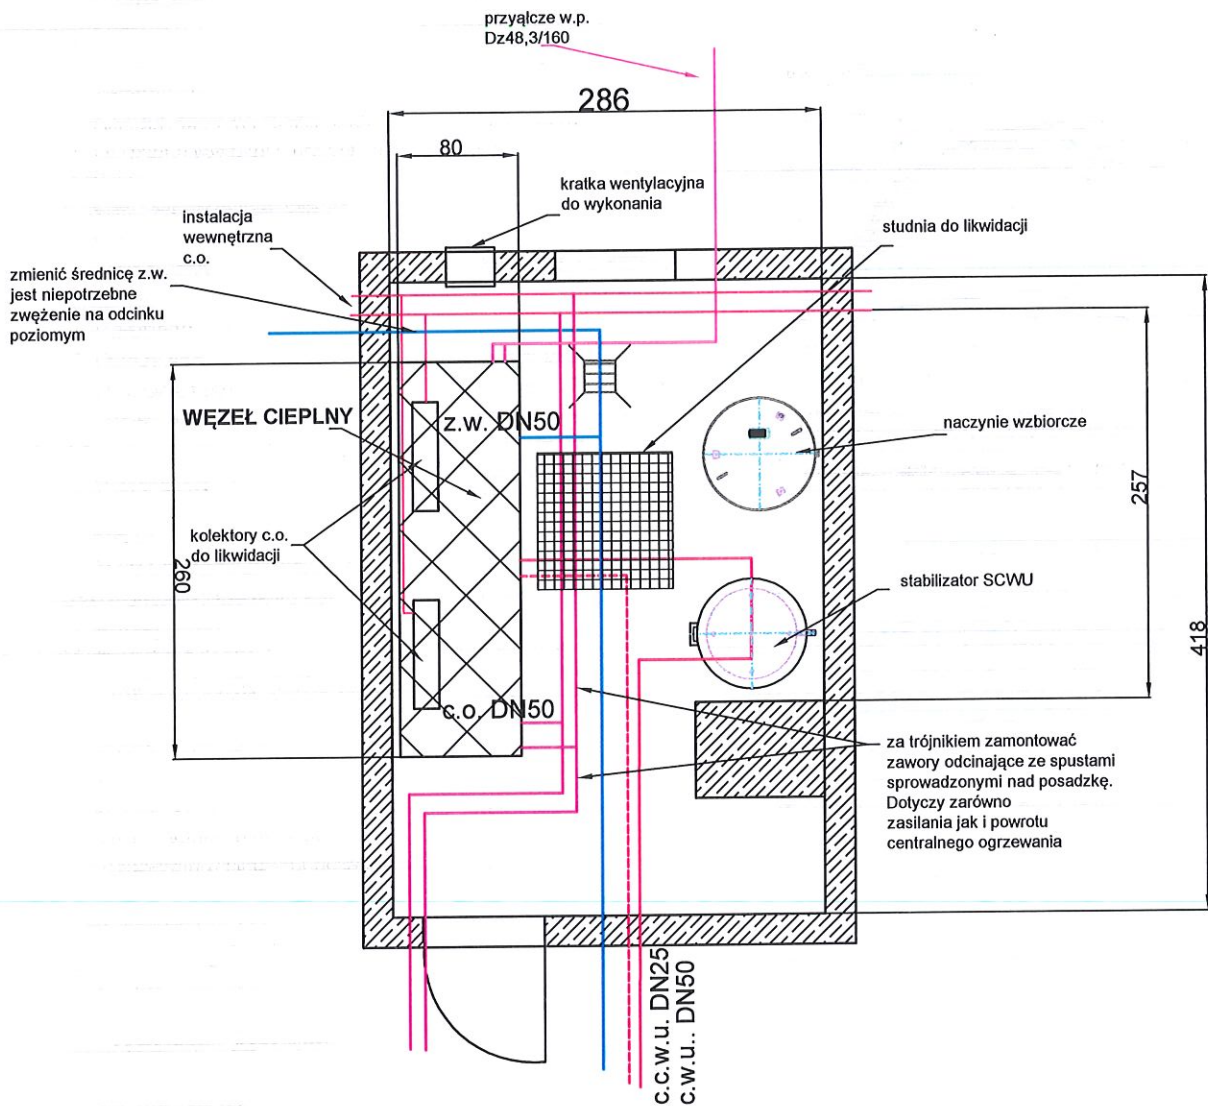 przyącze w.p.
Dz48,3/160
286
80
kratka wentylacyjna
do wykonania
instalacja
wewnętrzna
c.o.
studnia do likwidacji
zmienić średnicę z.w.
jest niepotrzebne
zwężenie na odcinku
poziomym
WĘZEŁ CIEPLNY
z.w. DN50
naczynie wzbiorcze
257
kolektory c.o.
do likwidacji
260
stabilizator SCWU
418
c.o. DN50
za trójnikiem zamontować
zawory odcinające ze spustami
sprowadzonymi nad posadzkę.
Dotyczy zarówno
zasilania jak i powrotu
centralnego ogrzewania
c.c.w.u. DN25
c.w.u.. DN50